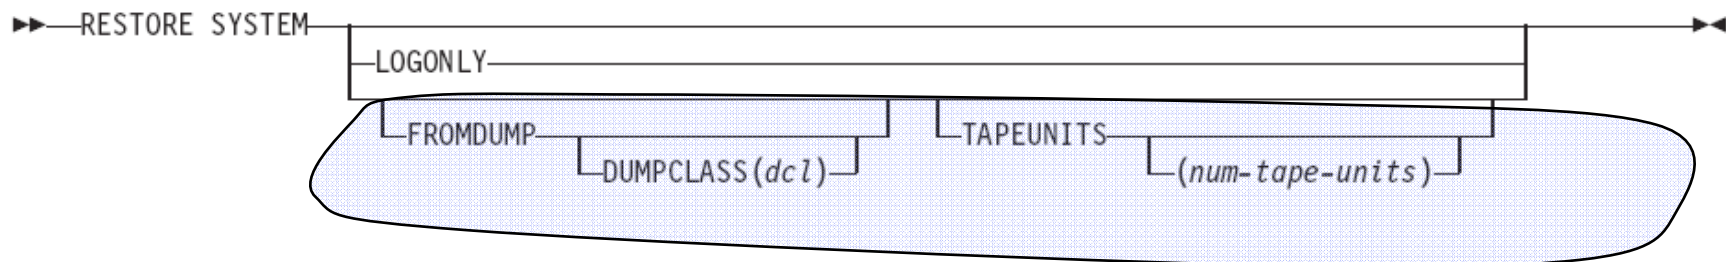 RESTORE SYSTEM
LOGONLY
FROMDUMP TAPEUNITS
DUMPCLASS(dcl) (num-tape-units)